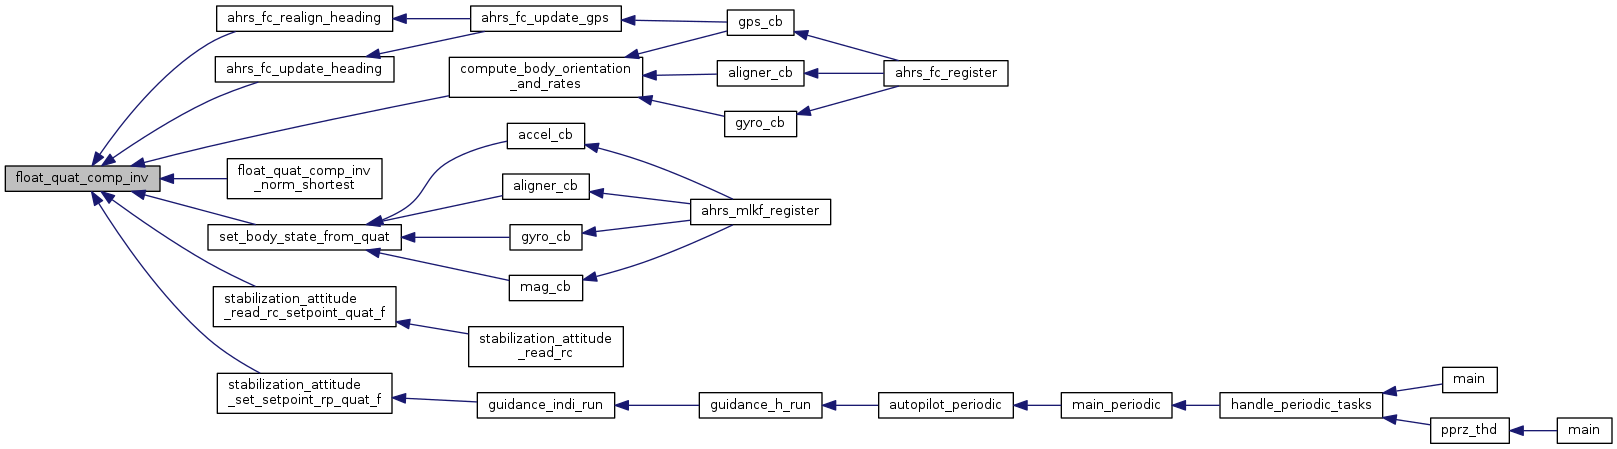 float_quat_comp_inv
ahrs_fc_realign_heading
ahrs_fc_update_gps
gps_cb
ahrs_fc_register
ahrs_fc_update_heading
compute_body_orientation
_and_rates
aligner_cb
gyro_cb
float_quat_comp_inv
_norm_shortest
set_body_state_from_quat
accel_cb
ahrs_mlkf_register
aligner_cb
gyro_cb
mag_cb
stabilization_attitude
_read_rc_setpoint_quat_f
stabilization_attitude
_read_rc
stabilization_attitude
_set_setpoint_rp_quat_f
guidance_indi_run
guidance_h_run
autopilot_periodic
main_periodic
handle_periodic_tasks
main
pprz_thd
main